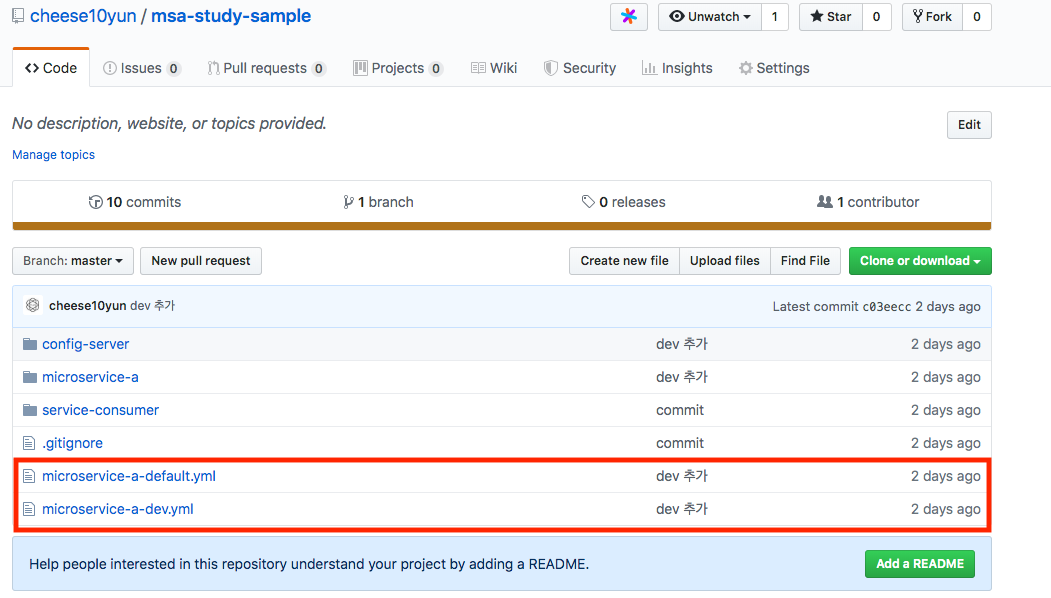 cheese10yun / msa-study-sample
Unwatch 1 Star 0 Fork 0
Code Issues 0 Pull requests 0 Projects 0 Wiki Security Insights Settings
No description, website, or topics provided.
Edit
Manage topics
10 commits 1 branch 0 releases 1 contributor
Branch: master New pull request Create new file Upload files Find File Clone or download
cheese10yun dev 추가 Latest commit c03eecc 2 days ago
config-server dev 추가 2 days ago
microservice-a dev 추가 2 days ago
service-consumer commit 2 days ago
.gitignore commit 2 days ago
microservice-a-default.yml dev 추가 2 days ago
microservice-a-dev.yml dev 추가 2 days ago
Help people interested in this repository understand your project by adding a README. Add a README